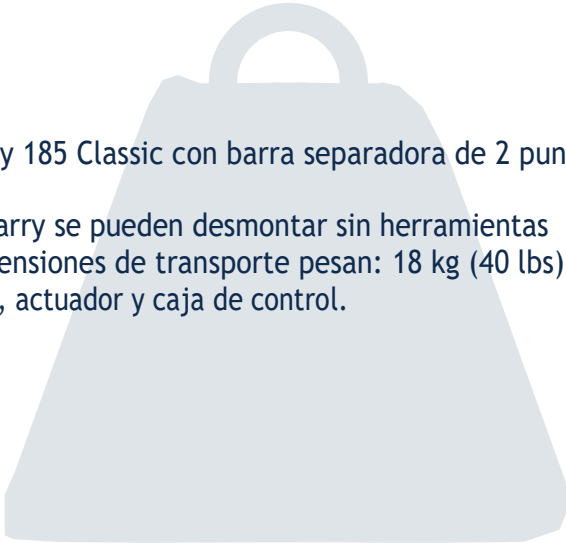 y 185 Classic con barra separadora de 2 pun
arry se pueden desmontar sin herramientas
ensiones de transporte pesan: 18 kg (40 lbs)
, actuador y caja de control.